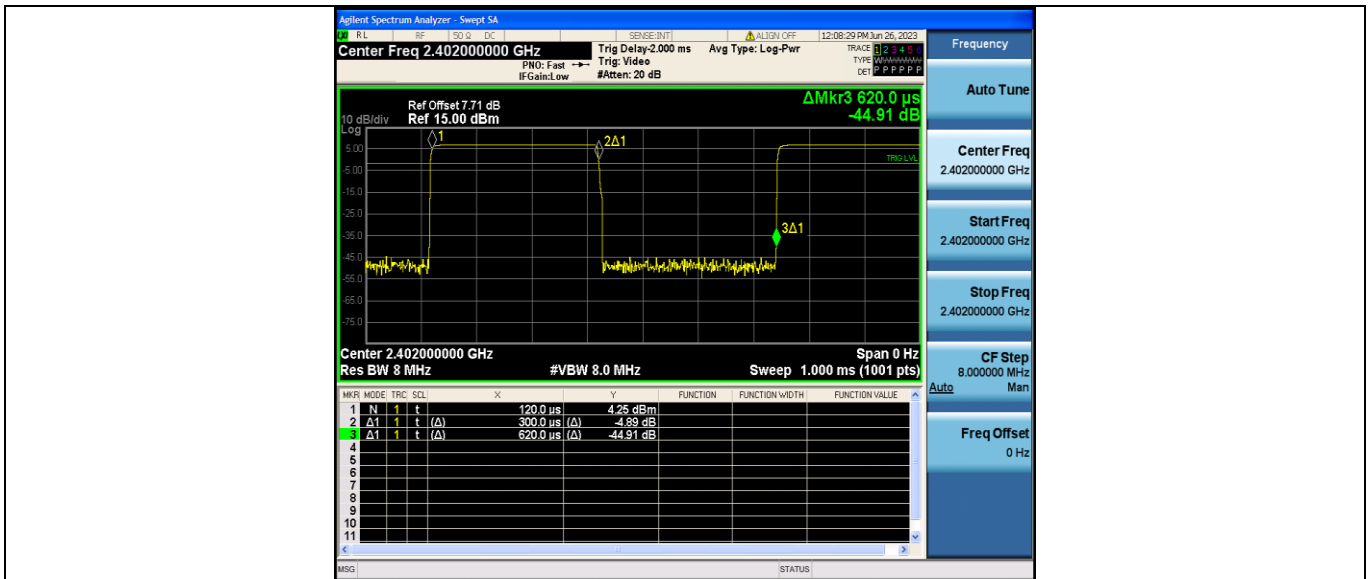 Agilent Spectrum Analyzer - Swept SA
RL RF 50 Ω DC SENSE:INT ALIGN OFF 12:08:29 PM Jun 26, 2023
Center Freq 2.402000000 GHz Trig Delay-2.000 ms Avg Type: Log-Pwr TRACE 1 2 3 4 5 6
PNO: Fast Trig: Video TYPE
IFGain:Low #Atten: 20 dB DET P P P P P P
ΔMkr3 620.0 µs
-44.91 dB
Ref Offset 7.71 dB
10 dB/div Ref 15.00 dBm
Log
1
2Δ1
3Δ1
TRIG LVL
5.00
-5.00
-15.0
-25.0
-35.0
-45.0
-55.0
-65.0
-75.0
Center 2.402000000 GHz Span 0 Hz
Res BW 8 MHz #VBW 8.0 MHz Sweep 1.000 ms (1001 pts)
MKR MODE TRC SCL X Y FUNCTION FUNCTION WIDTH FUNCTION VALUE
1 N 1 t 120.0 µs 4.25 dBm
2 Δ1 1 t (Δ) 300.0 µs (Δ) -4.89 dB
3 Δ1 1 t (Δ) 620.0 µs (Δ) -44.91 dB
4
5
6
7
8
9
10
11
MSG STATUS
Frequency
Auto Tune
Center Freq
2.402000000 GHz
Start Freq
2.402000000 GHz
Stop Freq
2.402000000 GHz
CF Step
8.000000 MHz
Auto Man
Freq Offset
0 Hz